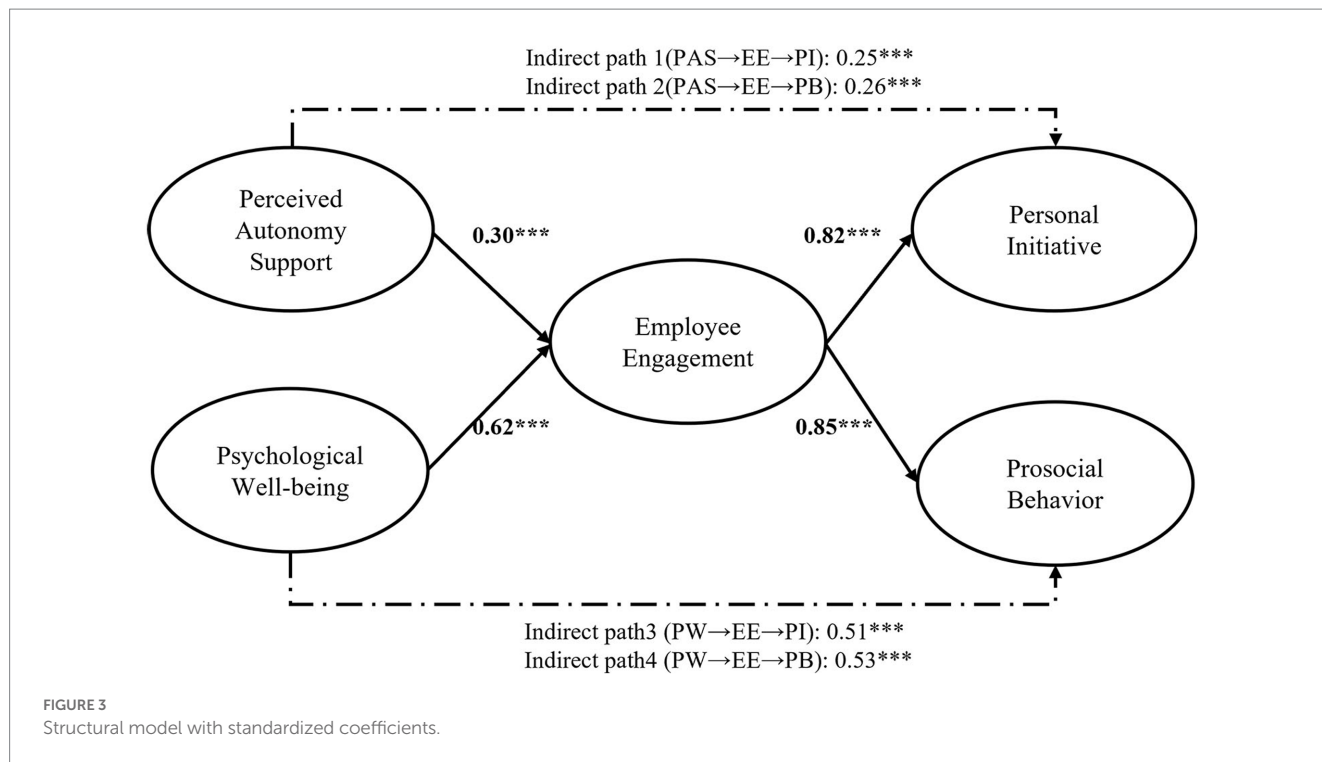 Indirect path 1(PAS→EE→PI): 0.25***
Indirect path 2(PAS→EE→PB): 0.26***
Perceived
Autonomy
Support
0.30***
0.82***
Personal
Initiative
Employee
Engagement
Psychological
Well-being
0.62***
0.85***
Prosocial
Behavior
Indirect path3 (PW→EE→PI): 0.51***
Indirect path4 (PW→EE→PB): 0.53***
FIGURE 3
Structural model with standardized coefficients.